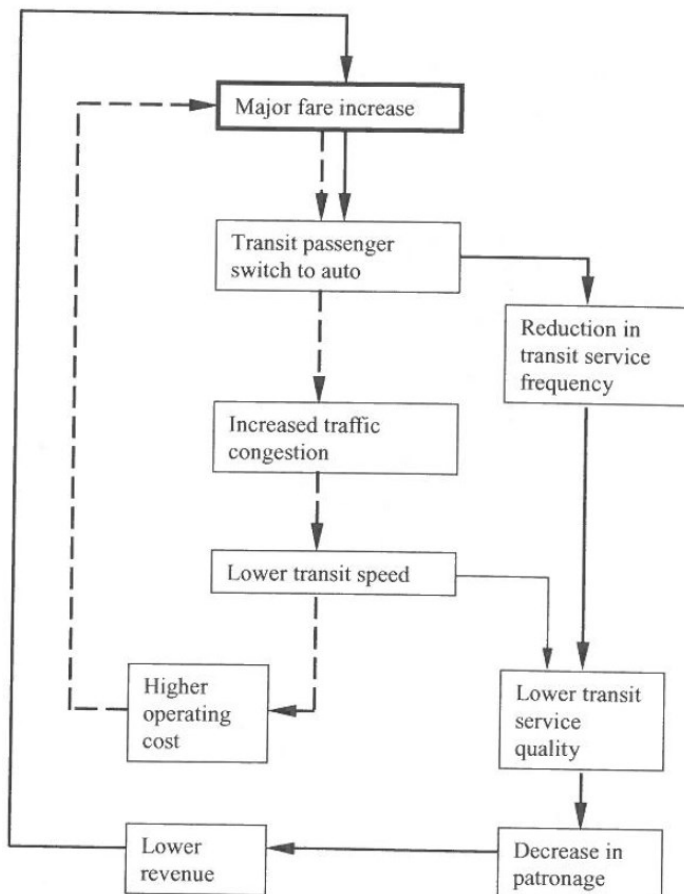 Major fare increase
Transit passenger
switch to auto
Reduction in
transit service
frequency
Increased traffic
congestion
Lower transit speed
Higher
operating
cost
Lower transit
service
quality
Lower
revenue
Decrease in
patronage